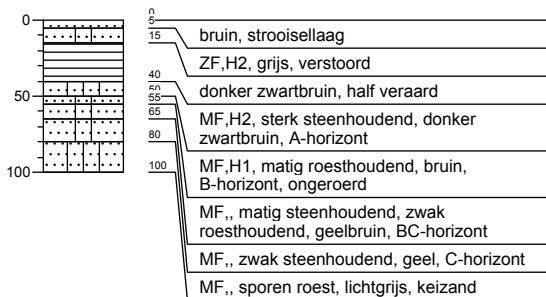 0
50
100
0
5
15
40
50
55
65
80
100
bruin, strooisellaag
ZF,H2, grijs, verstoord
donker zwartbruin, half veraard
MF,H2, sterk steenhoudend, donker
zwartbruin, A-horizont
MF,H1, matig roesthoudend, bruin,
B-horizont, ongeroerd
MF,, matig steenhoudend, zwak
roesthoudend, geelbruin, BC-horizont
MF,, zwak steenhoudend, geel, C-horizont
MF,, sporen roest, lichtgrijs, keizand